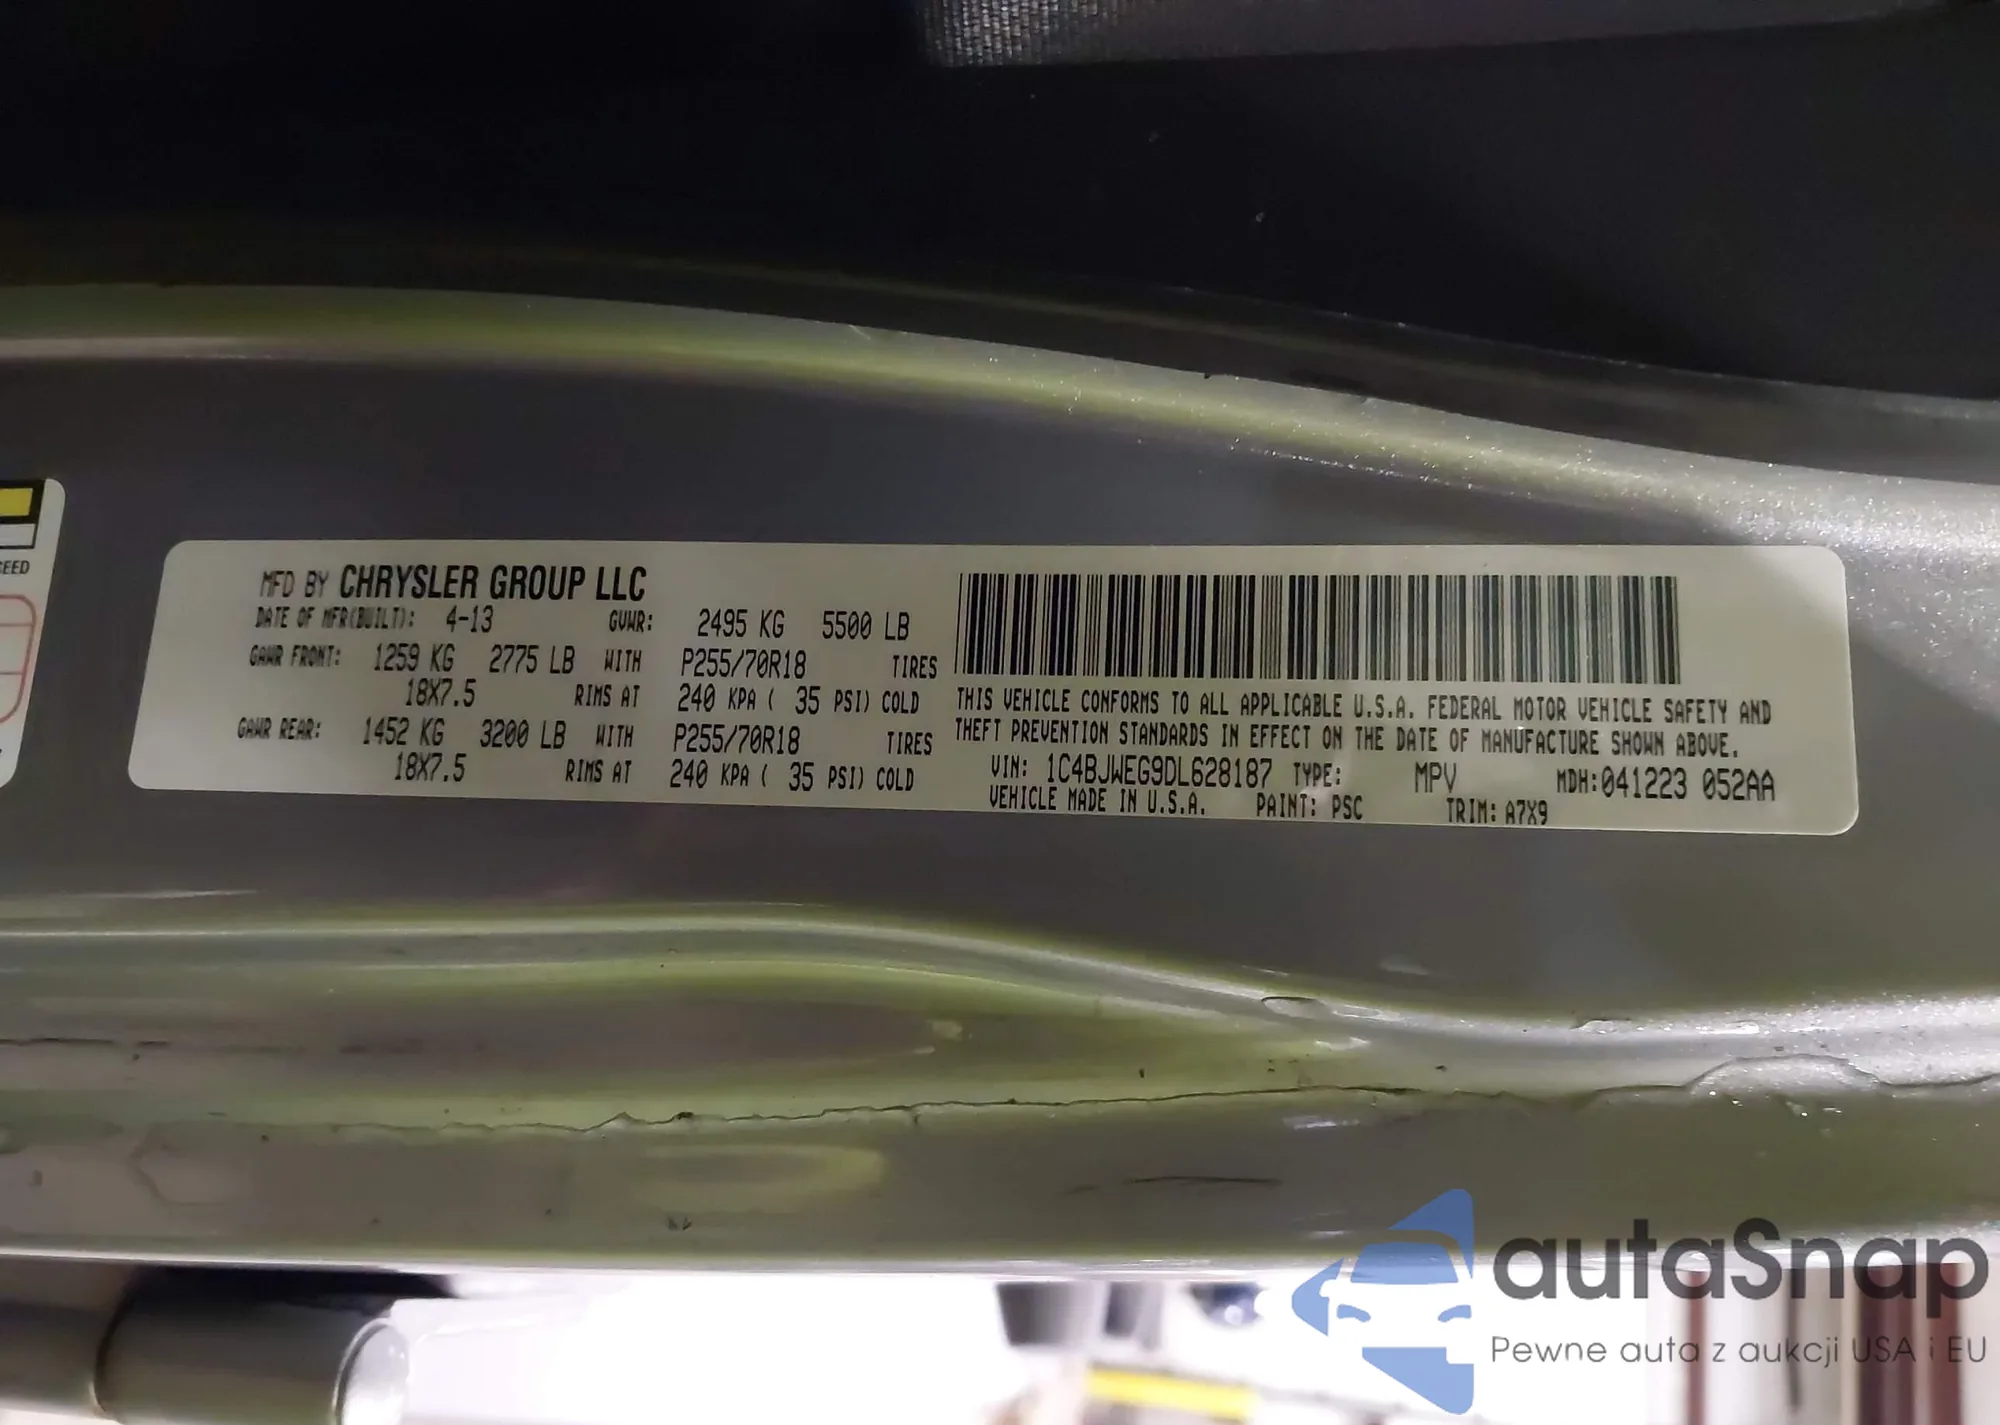 EED
MFD BY CHRYSLER GROUP LLC
DATE OF MFR(BUILT): 4-13 GVWR: 2495 KG 5500 LB
GAWR FRONT: 1259 KG 2775 LB WITH P255/70R18 TIRES
18X7.5 RIMS AT 240 KPA ( 35 PSI) COLD
GAWR REAR: 1452 KG 3200 LB WITH P255/70R18 TIRES
18X7.5 RIMS AT 240 KPA ( 35 PSI) COLD
THIS VEHICLE CONFORMS TO ALL APPLICABLE U.S.A. FEDERAL MOTOR VEHICLE SAFETY AND
THEFT PREVENTION STANDARDS IN EFFECT ON THE DATE OF MANUFACTURE SHOWN ABOVE.
VIN: 1C4BJWEG9DL628187 TYPE: MPV MDH:041223 052AA
VEHICLE MADE IN U.S.A. PAINT: PSC TRIM: A7X9
autaSnap
Pewne auta z aukcji USA i EU